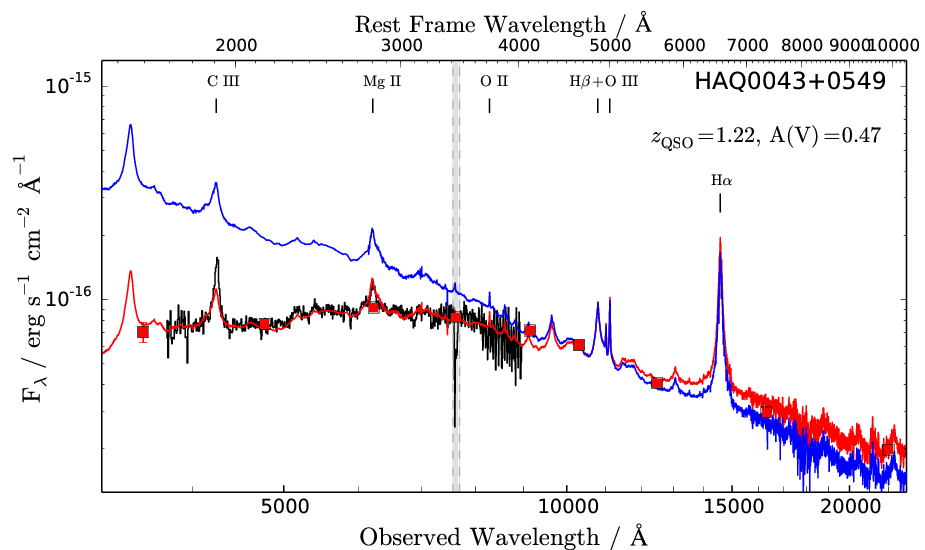 Rest Frame Wavelength / Å
2000 3000 4000 5000 6000 7000 8000 9000 10000
10⁻¹⁵
C III Mg II O II Hβ+O III
HAQ0043+0549
z_QSO=1.22, A(V)=0.47
Hα
F_λ / erg s⁻¹ cm⁻² Å⁻¹
10⁻¹⁶
5000 10000 15000 20000
Observed Wavelength / Å